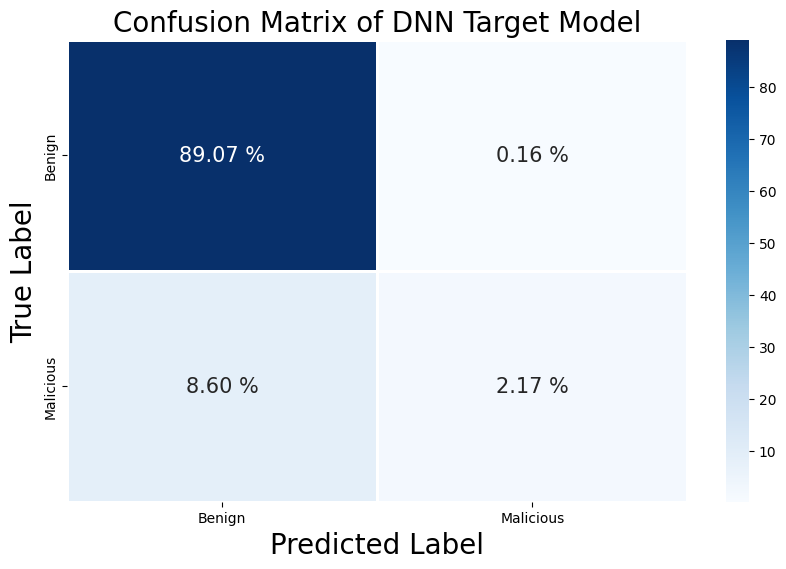 Confusion Matrix of DNN Target Model
True Label
Benign
Malicious
89.07 %
0.16 %
8.60 %
2.17 %
Benign
Malicious
Predicted Label
80
70
60
50
40
30
20
10